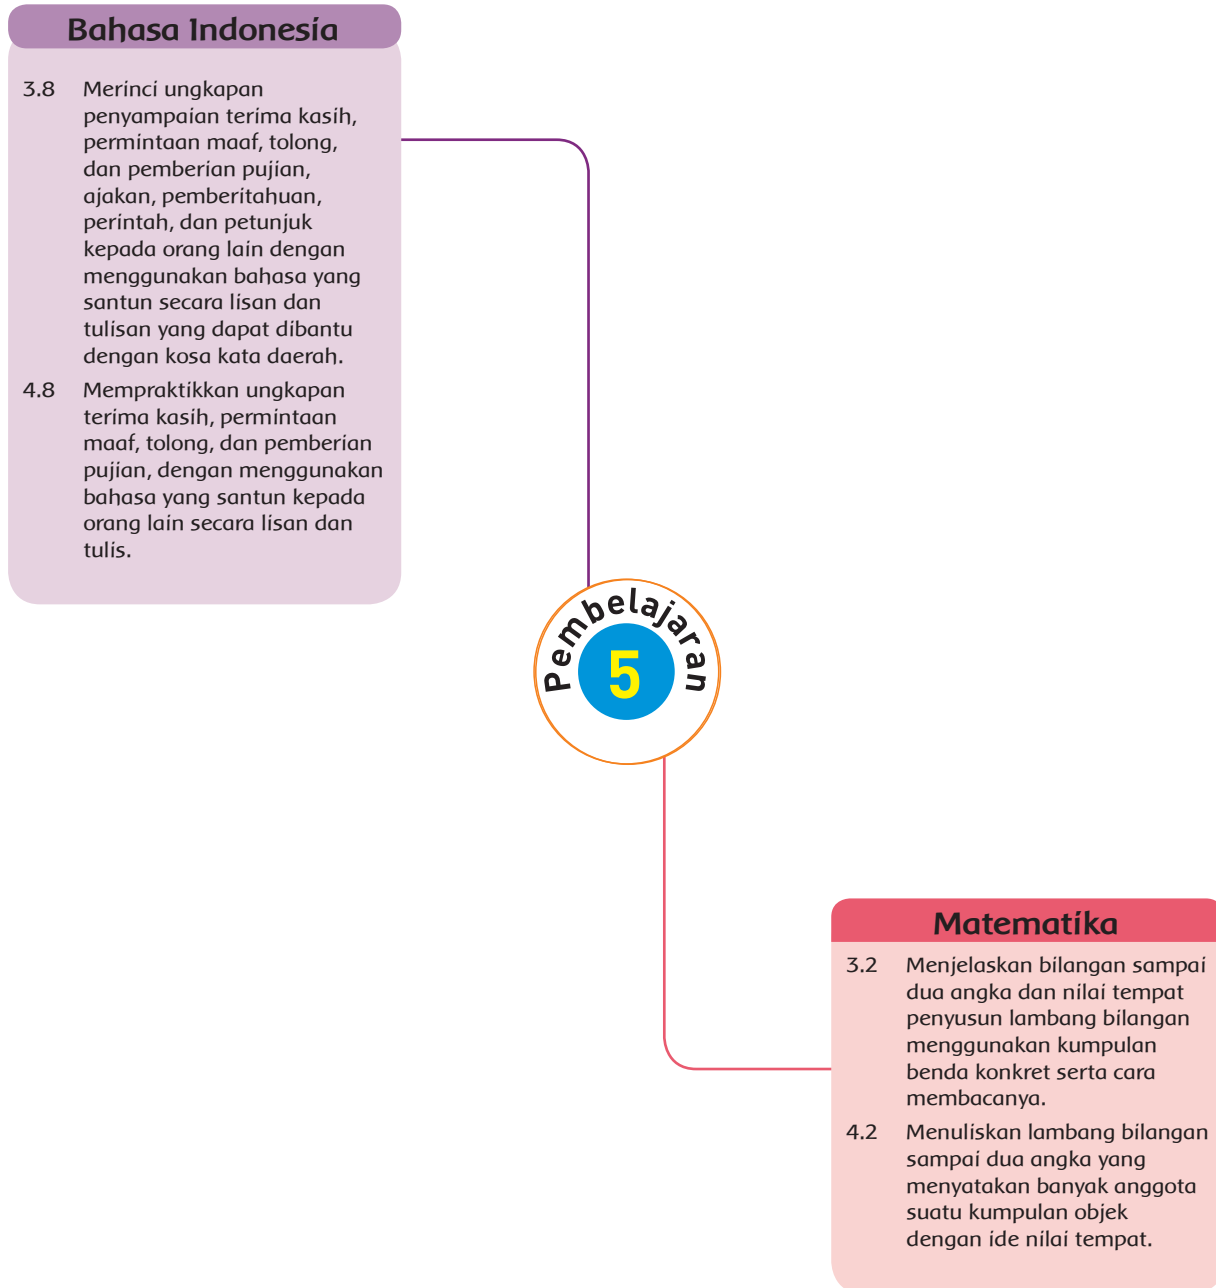 Bahasa Indonesia
3.8 Merinci ungkapan
penyampaian terima kasih,
permintaan maaf, tolong,
dan pemberian pujian,
ajakan, pemberitahuan,
perintah, dan petunjuk
kepada orang lain dengan
menggunakan bahasa yang
santun secara lisan dan
tulisan yang dapat dibantu
dengan kosa kata daerah.
4.8 Mempraktikkan ungkapan
terima kasih, permintaan
maaf, tolong, dan pemberian
pujian, dengan menggunakan
bahasa yang santun kepada
orang lain secara lisan dan
tulis.
Pembelajaran
5
Matematika
3.2 Menjelaskan bilangan sampai
dua angka dan nilai tempat
penyusun lambang bilangan
menggunakan kumpulan
benda konkret serta cara
membacanya.
4.2 Menuliskan lambang bilangan
sampai dua angka yang
menyatakan banyak anggota
suatu kumpulan objek
dengan ide nilai tempat.